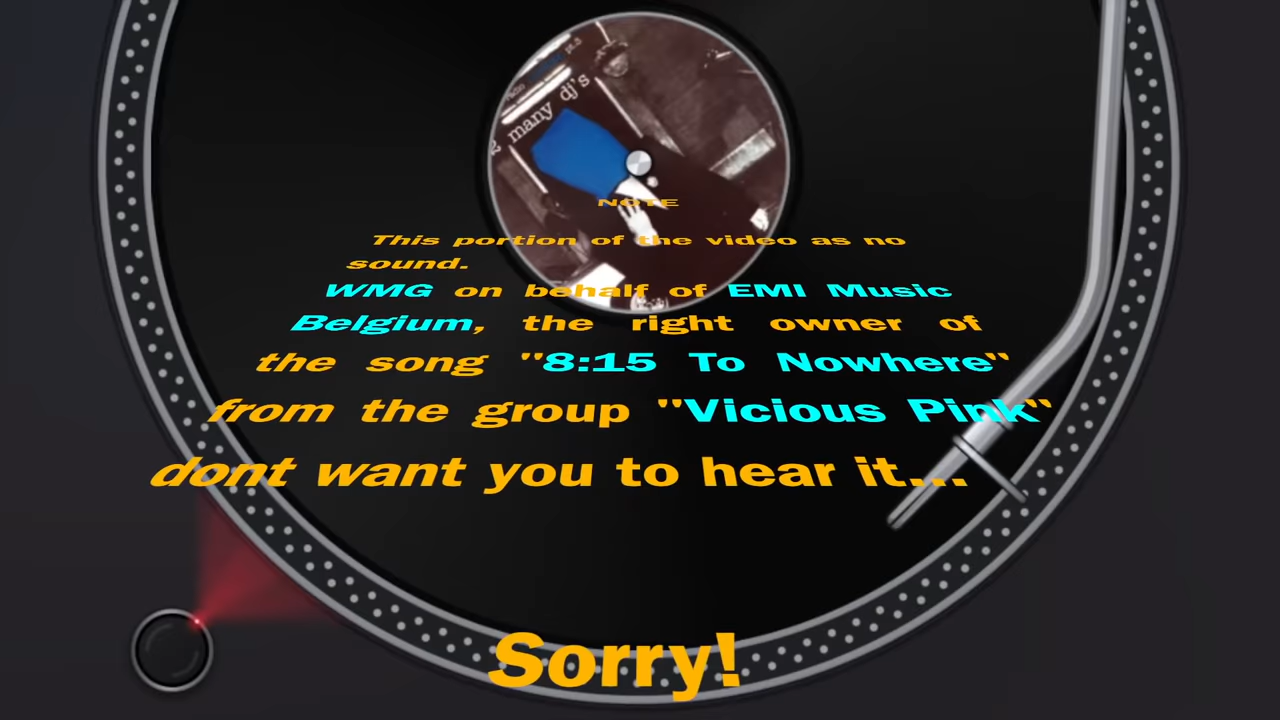 pt.2
2 many dj's
NOTE
This portion of the video as no
sound.
WMG on behalf of EMI Music
Belgium, the right owner of
the song "8:15 To Nowhere"
from the group "Vicious Pink"
dont want you to hear it...
Sorry!